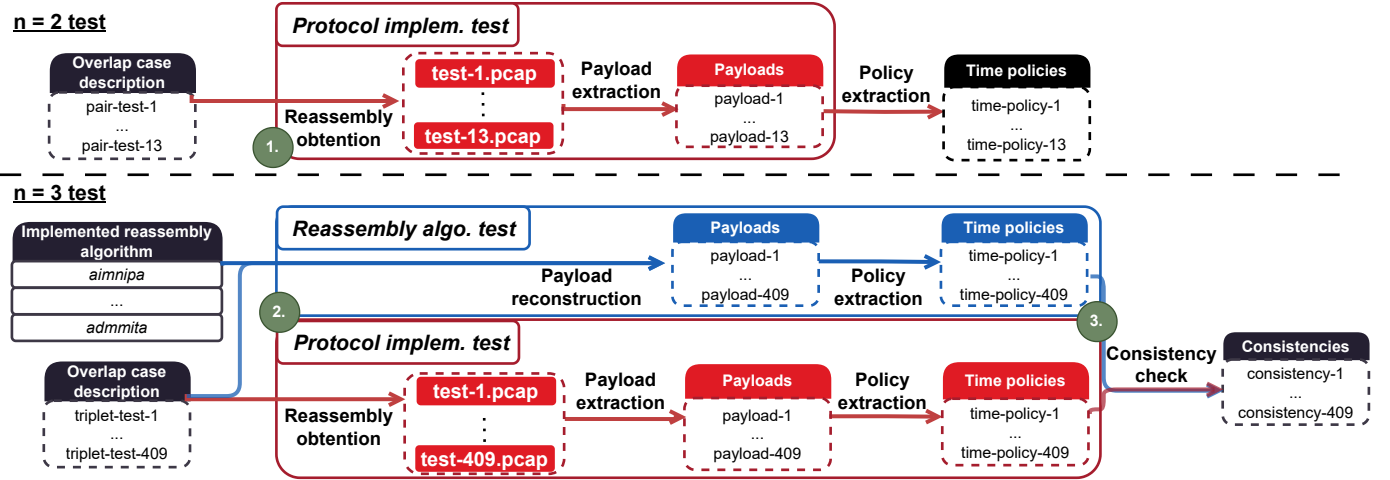 n = 2 test
Protocol implem. test
Overlap case
description
pair-test-1
...
pair-test-13
Reassembly
obtention
1.
test-1.pcap
test-13.pcap
Payload
extraction
Payloads
payload-1
...
payload-13
Policy
extraction
Time policies
time-policy-1
...
time-policy-13
n = 3 test
Implemented reassembly
algorithm
aimnipa
...
admmita
Reassembly algo. test
Payload
reconstruction
Payloads
payload-1
...
payload-409
Policy
extraction
Time policies
time-policy-1
...
time-policy-409
2.
3.
Protocol implem. test
Overlap case
description
triplet-test-1
...
triplet-test-409
Reassembly
obtention
test-1.pcap
test-409.pcap
Payload
extraction
Payloads
payload-1
...
payload-409
Policy
extraction
Time policies
time-policy-1
...
time-policy-409
Consistency
check
Consistencies
consistency-1
...
consistency-409